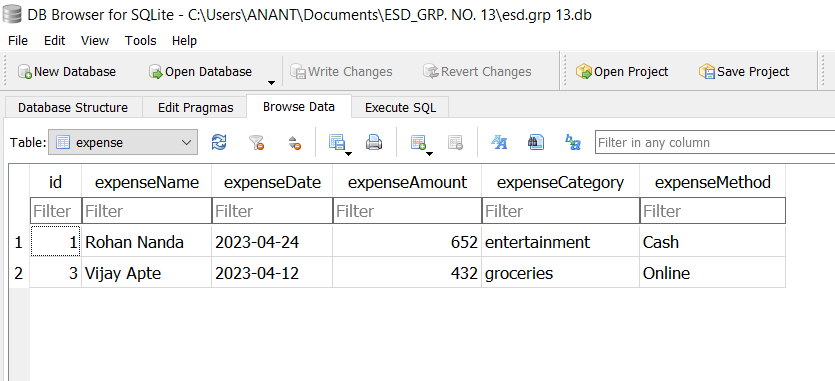 DB Browser for SQLite - C:\Users\ANANT\Documents\ESD_GRP. NO. 13\esd.grp 13.db
File Edit View Tools Help
New Database Open Database Write Changes Revert Changes Open Project Save Project
Database Structure Edit Pragmas Browse Data Execute SQL
Table: expense Filter in any column
id expenseName expenseDate expenseAmount expenseCategory expenseMethod
Filter Filter Filter Filter Filter Filter
1 1 Rohan Nanda 2023-04-24 652 entertainment Cash
2 3 Vijay Apte 2023-04-12 432 groceries Online